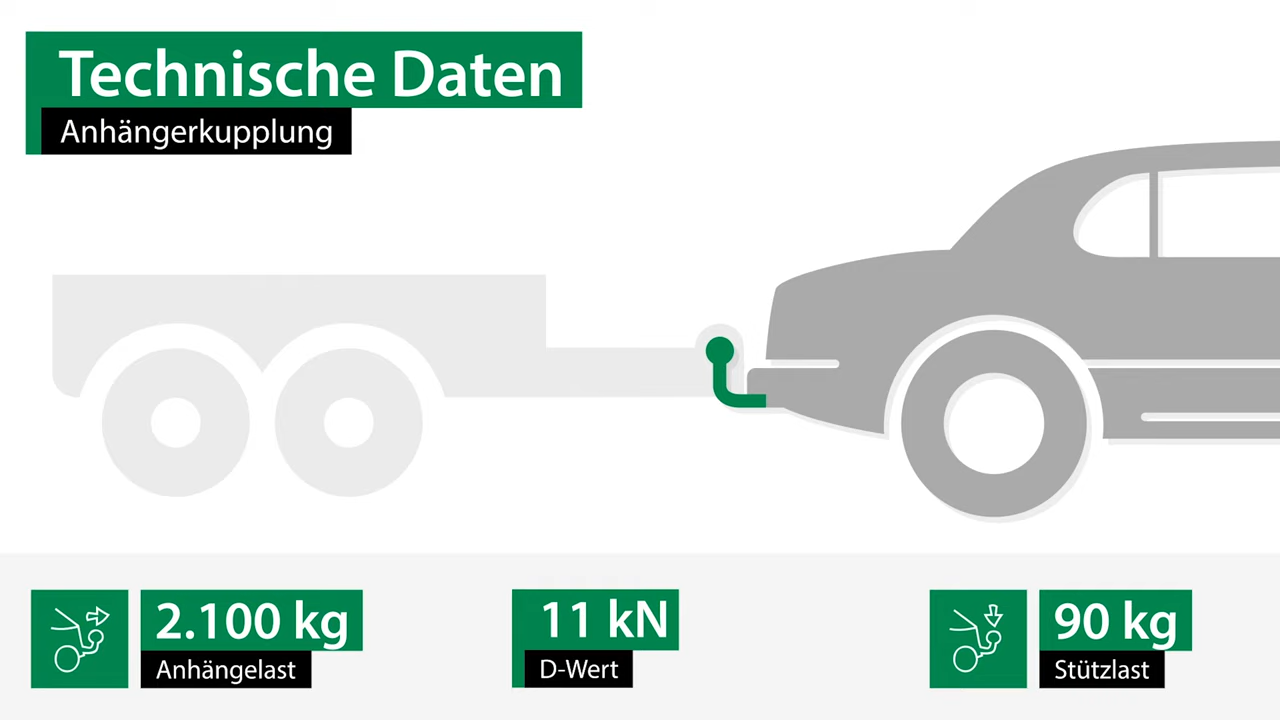 Technische Daten
Anhängerkupplung
2.100 kg
Anhängelast
11 kN
D-Wert
90 kg
Stützlast